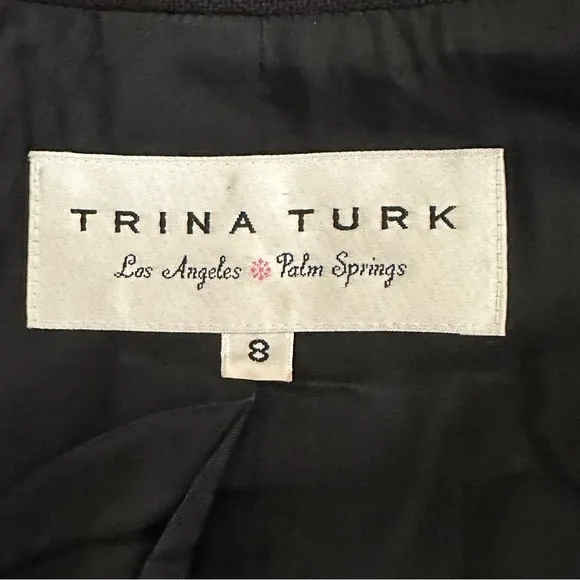 TRINA TURK
Los Angeles Palm Springs
8